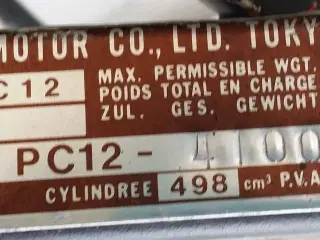 MOTOR CO., LTD. TOKY
C12 MAX. PERMISSIBLE WGT.
POIDS TOTAL EN CHARGE
ZUL. GES. GEWICHT
PC12-4100
CYLINDREE 498 cm³ P.V.A